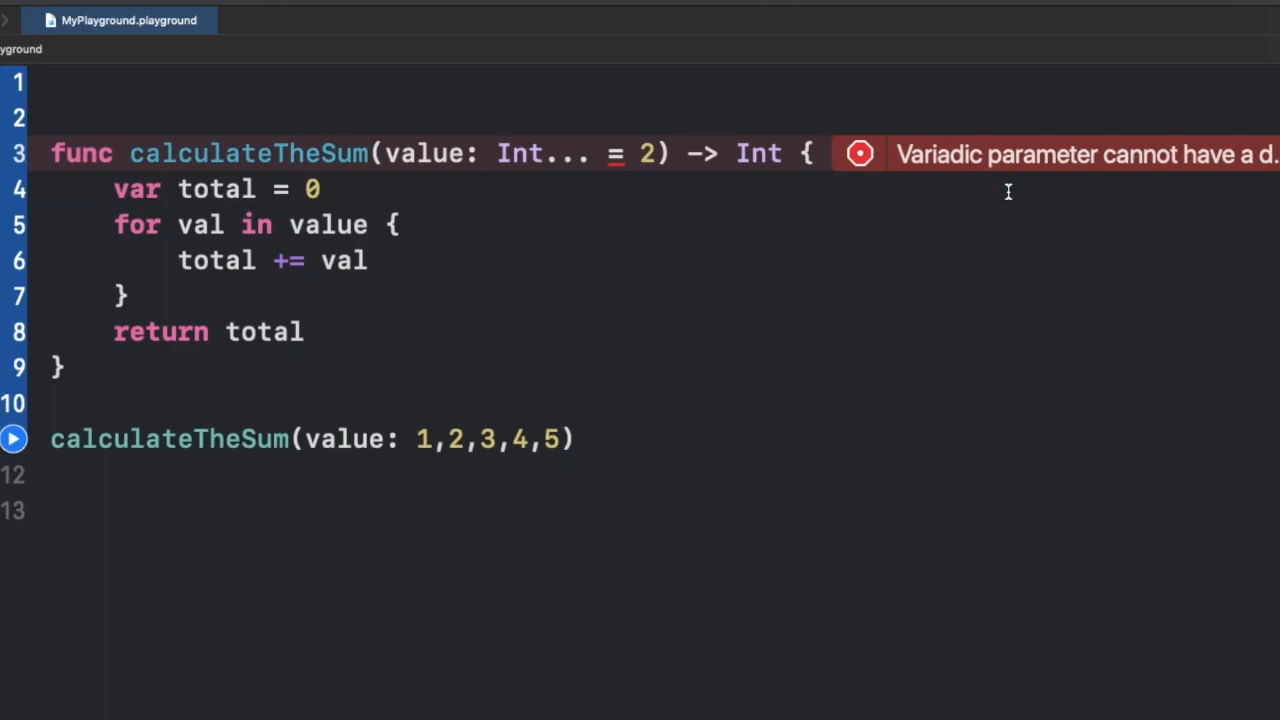 MyPlayground.playground
yground
1
2
3 func calculateTheSum(value: Int... = 2) -> Int { Variadic parameter cannot have a d...
4 var total = 0
5 for val in value {
6 total += val
7 }
8 return total
9 }
10
calculateTheSum(value: 1,2,3,4,5)
12
13